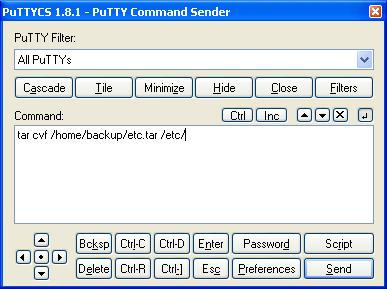 PuTTYCS 1.8.1 - PuTTY Command Sender
PuTTY Filter:
All PuTTY's
Cascade Tile Minimize Hide Close Filters
Command: Ctrl Inc
tar cvf /home/backup/etc.tar /etc/
Bcksp Ctrl-C Ctrl-D Enter Password Script
Delete Ctrl-R Ctrl-] Esc Preferences Send